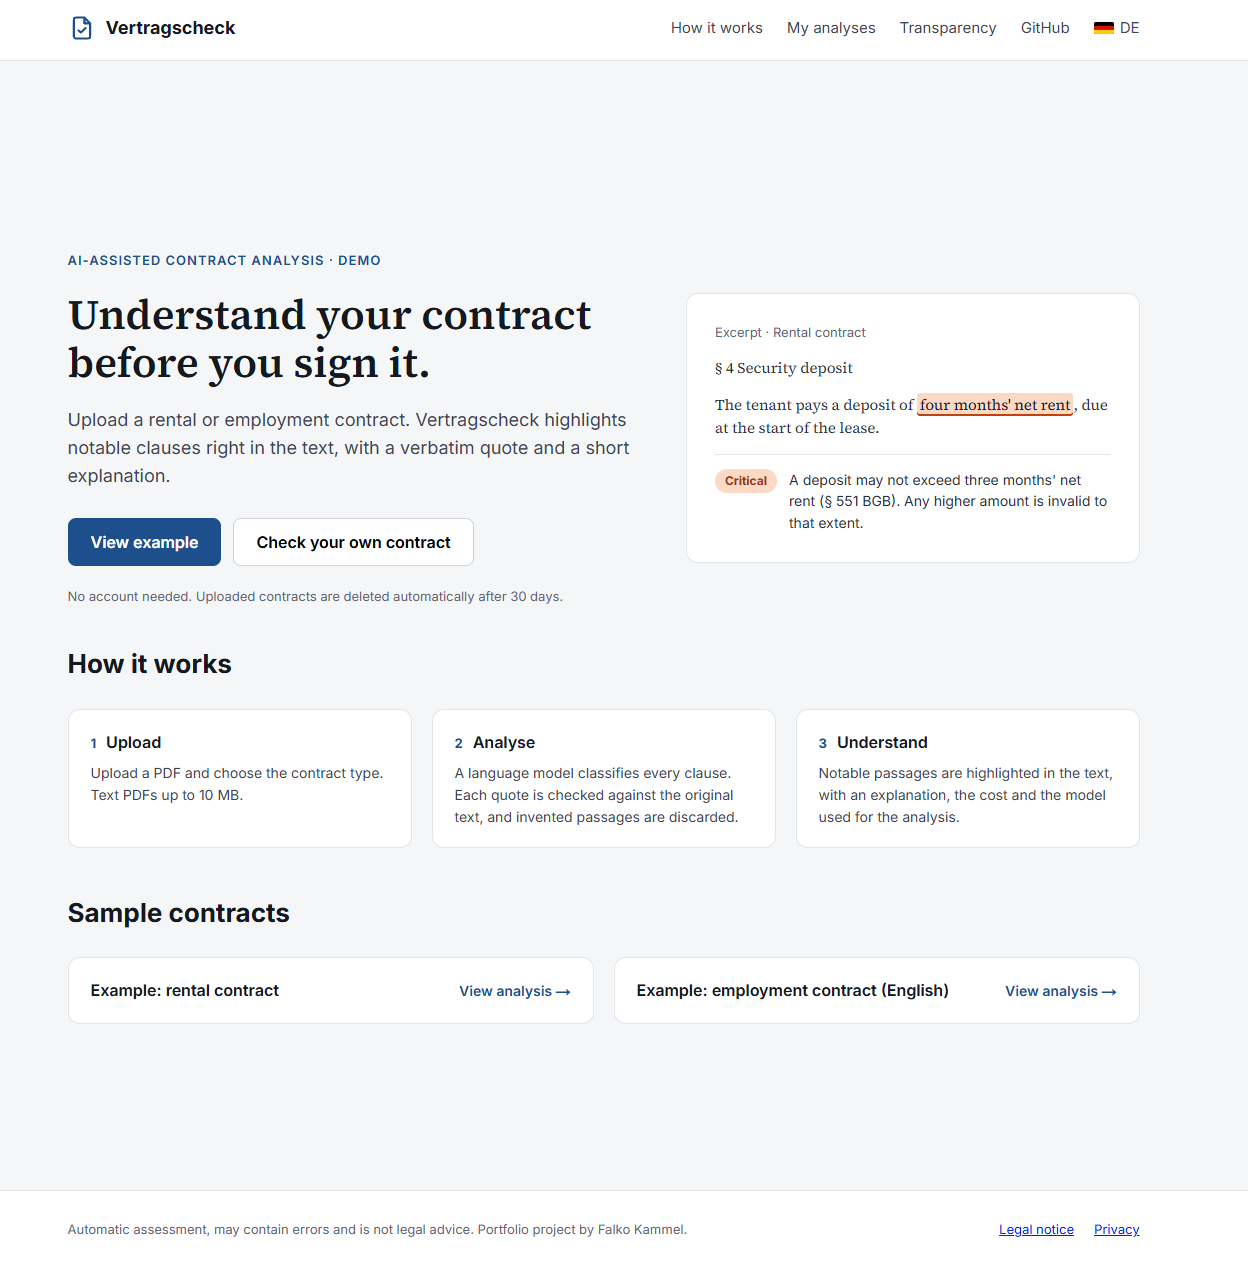 Vertragscheck
How it works
My analyses
Transparency
GitHub
DE
AI-ASSISTED CONTRACT ANALYSIS · DEMO
Understand your contract
before you sign it.
Upload a rental or employment contract. Vertragscheck highlights
notable clauses right in the text, with a verbatim quote and a short
explanation.
View example
Check your own contract
No account needed. Uploaded contracts are deleted automatically after 30 days.
Excerpt · Rental contract
§ 4 Security deposit
The tenant pays a deposit of four months' net rent, due
at the start of the lease.
Critical
A deposit may not exceed three months' net
rent (§ 551 BGB). Any higher amount is invalid to
that extent.
How it works
1 Upload
Upload a PDF and choose the contract type.
Text PDFs up to 10 MB.
2 Analyse
A language model classifies every clause.
Each quote is checked against the original
text, and invented passages are discarded.
3 Understand
Notable passages are highlighted in the text,
with an explanation, the cost and the model
used for the analysis.
Sample contracts
Example: rental contract
View analysis →
Example: employment contract (English)
View analysis →
Automatic assessment, may contain errors and is not legal advice. Portfolio project by Falko Kammel.
Legal notice
Privacy